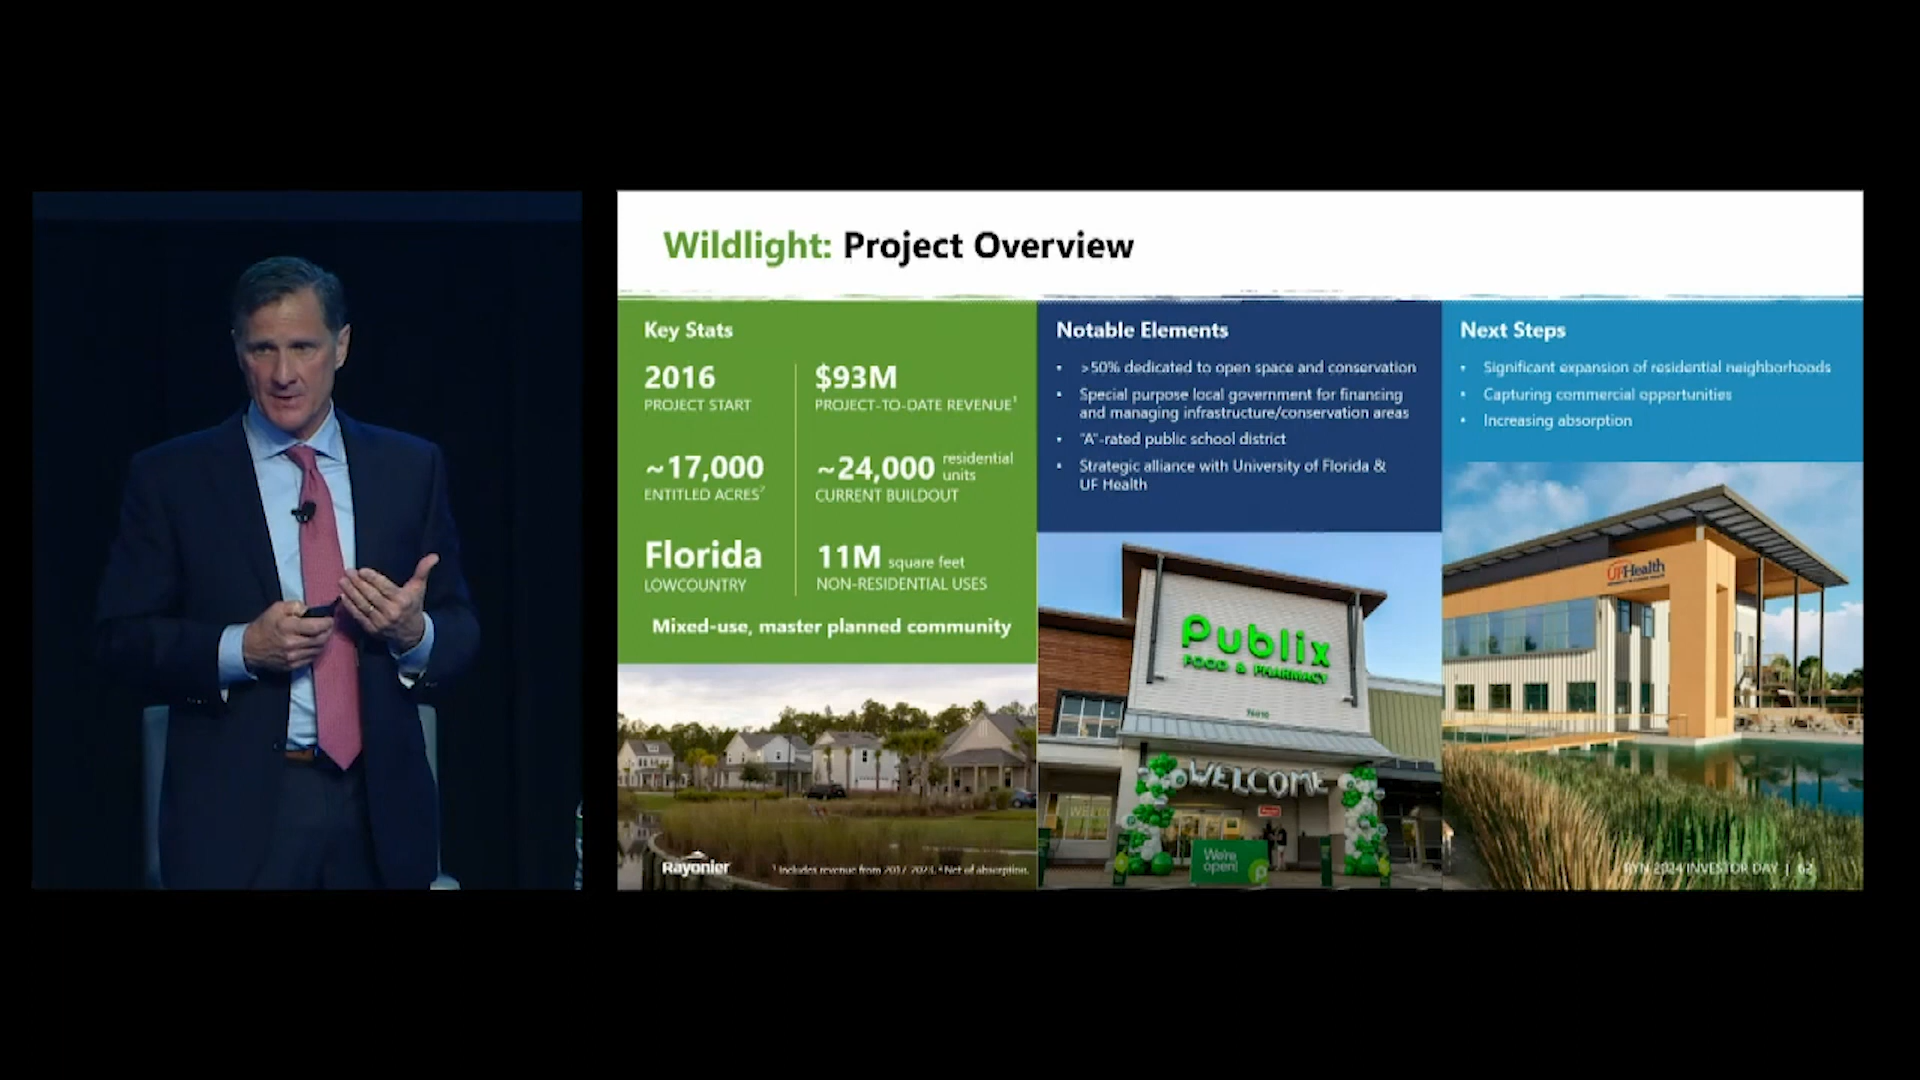 Wildlight: Project Overview
Key Stats
2016
PROJECT START
$93M
PROJECT-TO-DATE REVENUE¹
~17,000
ENTITLED ACRES²
~24,000 residential units
CURRENT BUILDOUT
Florida
LOWCOUNTRY
11M square feet
NON-RESIDENTIAL USES
Mixed-use, master planned community
Notable Elements
• >50% dedicated to open space and conservation
• Special purpose local government for financing
and managing infrastructure/conservation areas
• "A"-rated public school district
• Strategic alliance with University of Florida &
UF Health
Next Steps
• Significant expansion of residential neighborhoods
• Capturing commercial opportunities
• Increasing absorption
UFHealth
Publix
FOOD & PHARMACY
WELCOME
We're
open!
Rayonier
¹ Includes revenue from 2017-2023. ² Net of absorption.
RYN 2024 INVESTOR DAY | 62